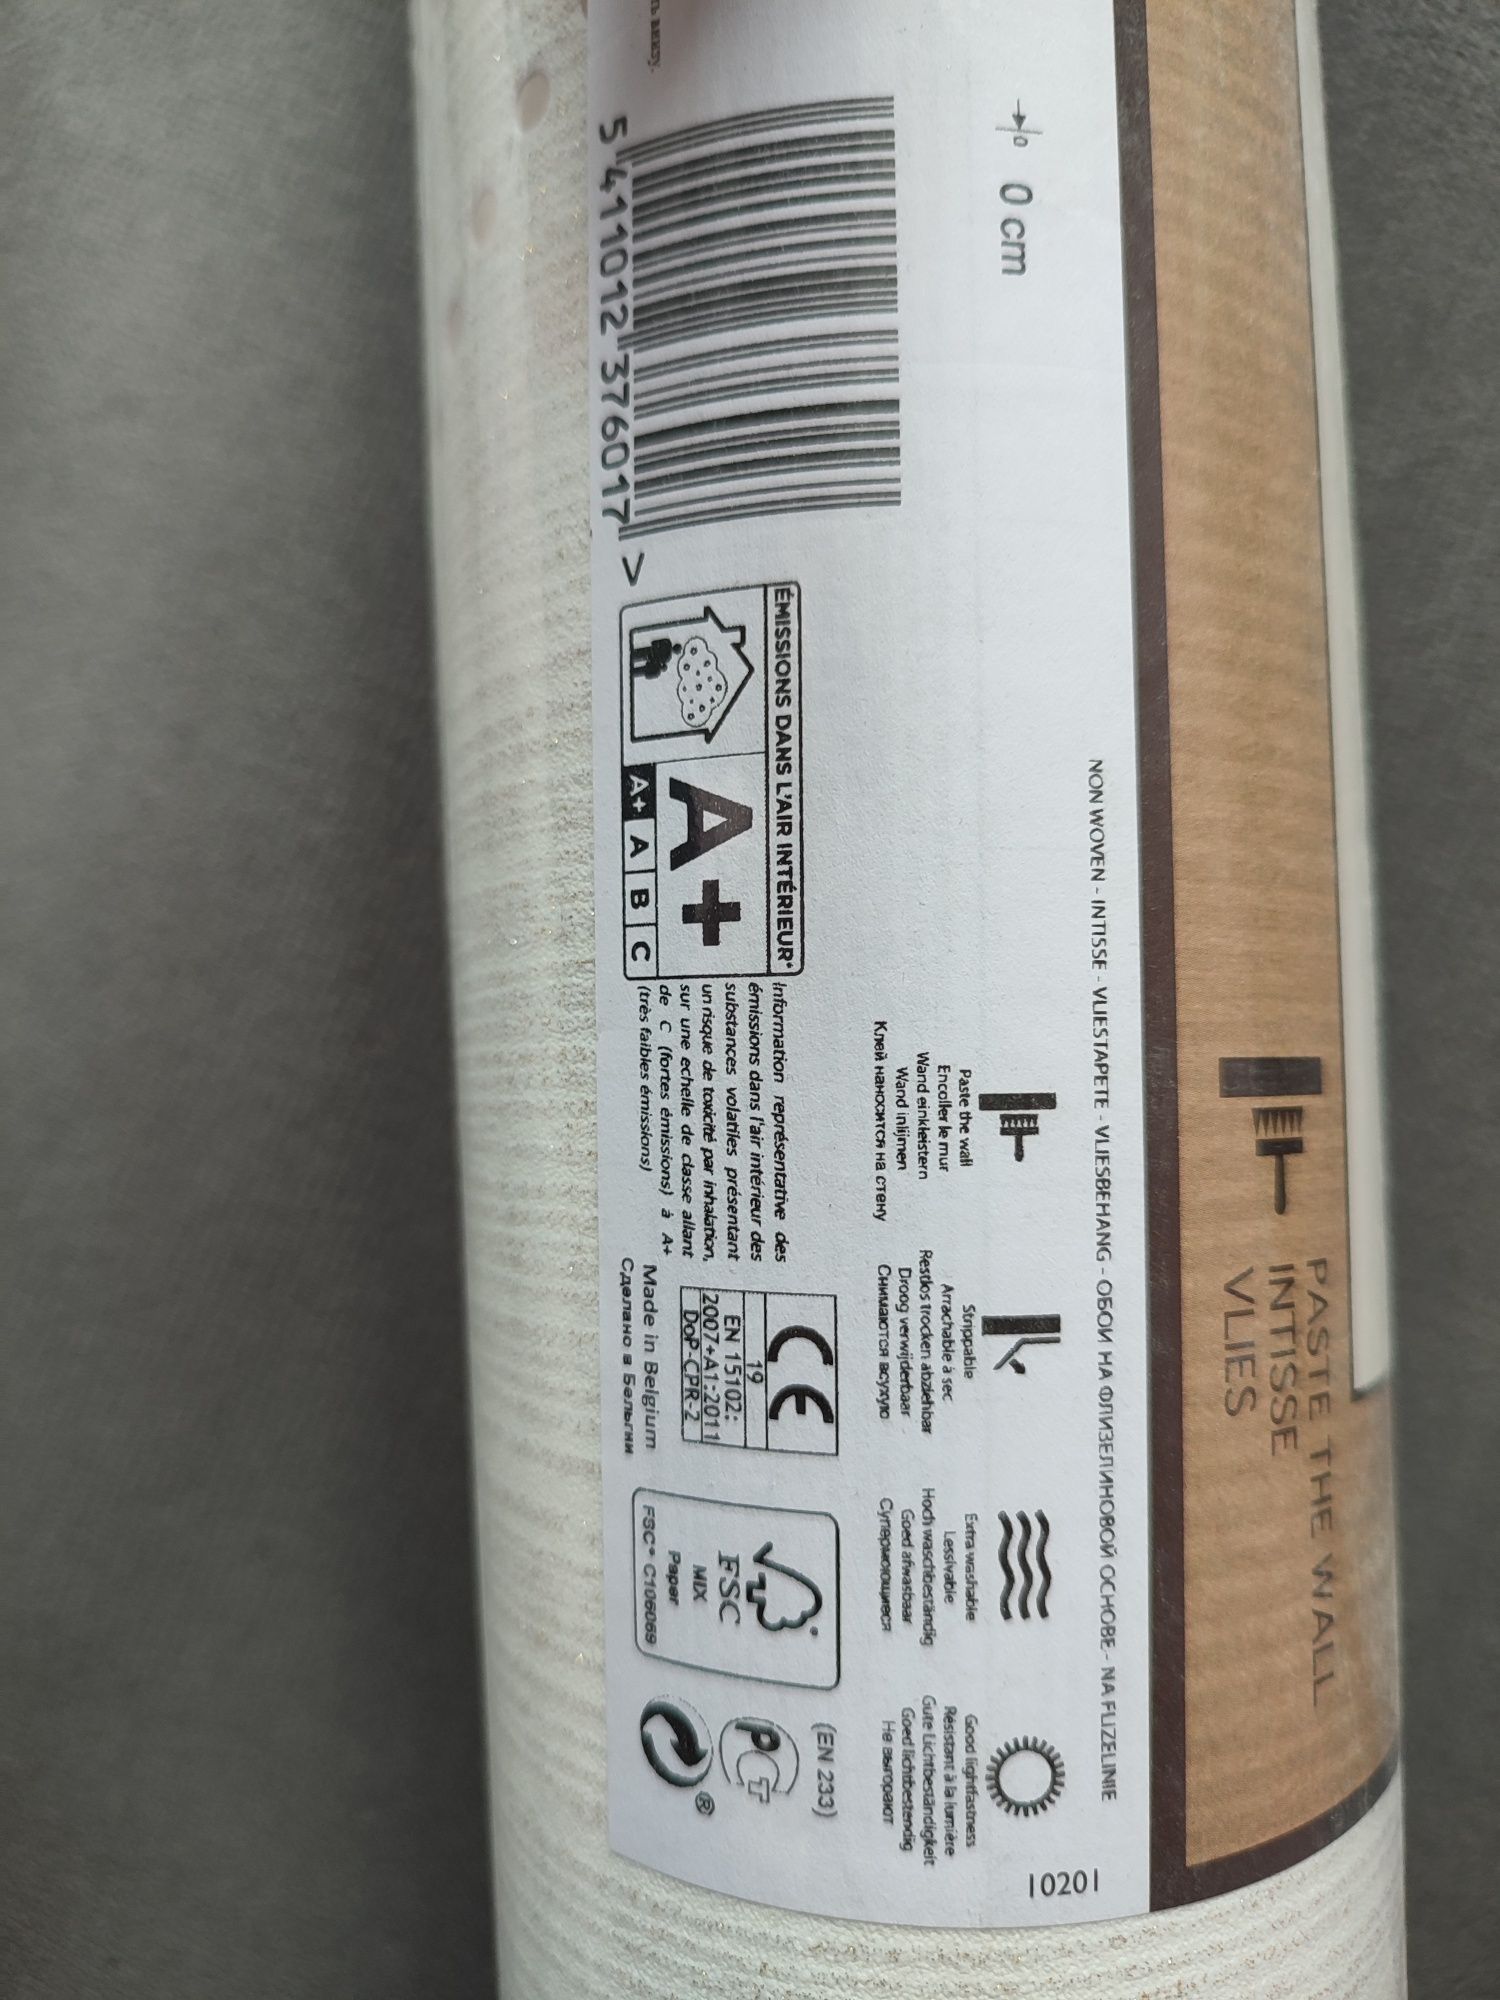 PASTE THE WALL
INTISSE
VLIES
NON WOVEN - INTISSE - VLIESTAPETE - VLIESBEHANG - ОБОИ НА ФЛИЗЕЛИНОВОЙ ОСНОВЕ - NA FLIZELINIE
10201
0
0 cm
Paste the wall
Encoller le mur
Wand einkleistern
Wand inlijmen
Клей наносится на стену
Strippable
Arrachable à sec
Restlos trocken abziehbar
Droog verwijderbaar
Снимаются всухую
Extra washable
Lessivable
Hoch waschbeständig
Goed afwasbaar
Супермоющиеся
Good lightfastness
Résistant à la lumière
Gute Lichtbeständigkeit
Goed lichtbestendig
Не выгорают
5 411012 376017 >
ÉMISSIONS DANS L'AIR INTÉRIEUR*
A+
A+ A B C
Information représentative des
émissions dans l'air intérieur des
substances volatiles présentant
un risque de toxicité par inhalation,
sur une echelle de classe allant
de C (fortes émissions) à A+
(très faibles émissions)
CE
19
EN 15102:
2007+A1:2011
DoP-CPR-2
Made in Belgium
Сделано в Бельгии
FSC
MIX
Paper
FSC® C106069
(EN 233)
РСТ
®